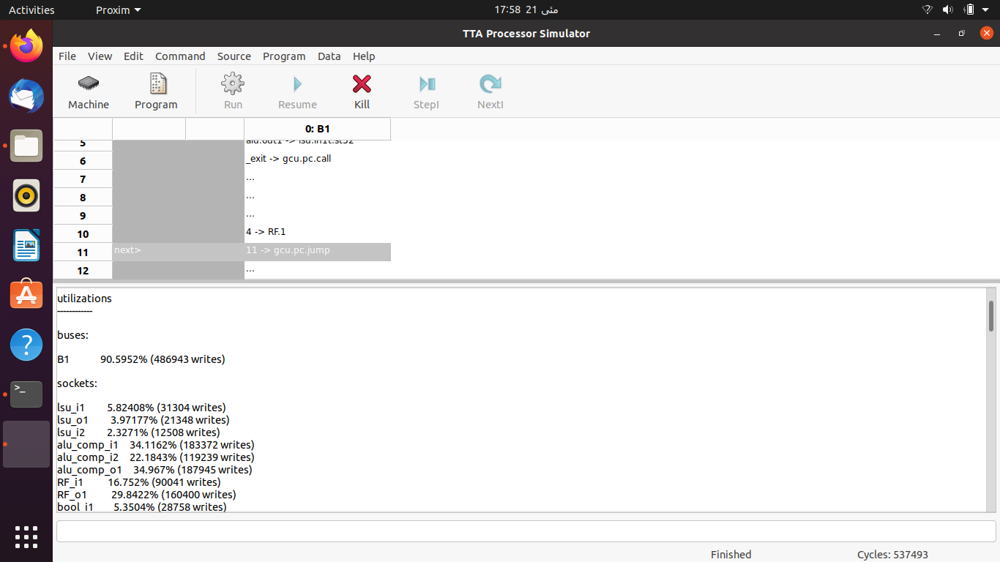 Activities Proxim 17:58 21 مئی
TTA Processor Simulator
File View Edit Command Source Program Data Help
Machine Program Run Resume Kill StepI NextI
0: B1
5 alu.out1 -> lsu.in1t.st32
6 _exit -> gcu.pc.call
7 ...
8 ...
9 ...
10 4 -> RF.1
11 next> 11 -> gcu.pc.jump
12 ...
utilizations
------------
buses:
B1 90.5952% (486943 writes)
sockets:
lsu_i1 5.82408% (31304 writes)
lsu_o1 3.97177% (21348 writes)
lsu_i2 2.3271% (12508 writes)
alu_comp_i1 34.1162% (183372 writes)
alu_comp_i2 22.1843% (119239 writes)
alu_comp_o1 34.967% (187945 writes)
RF_i1 16.752% (90041 writes)
RF_o1 29.8422% (160400 writes)
bool_i1 5.3504% (28758 writes)
Finished Cycles: 537493